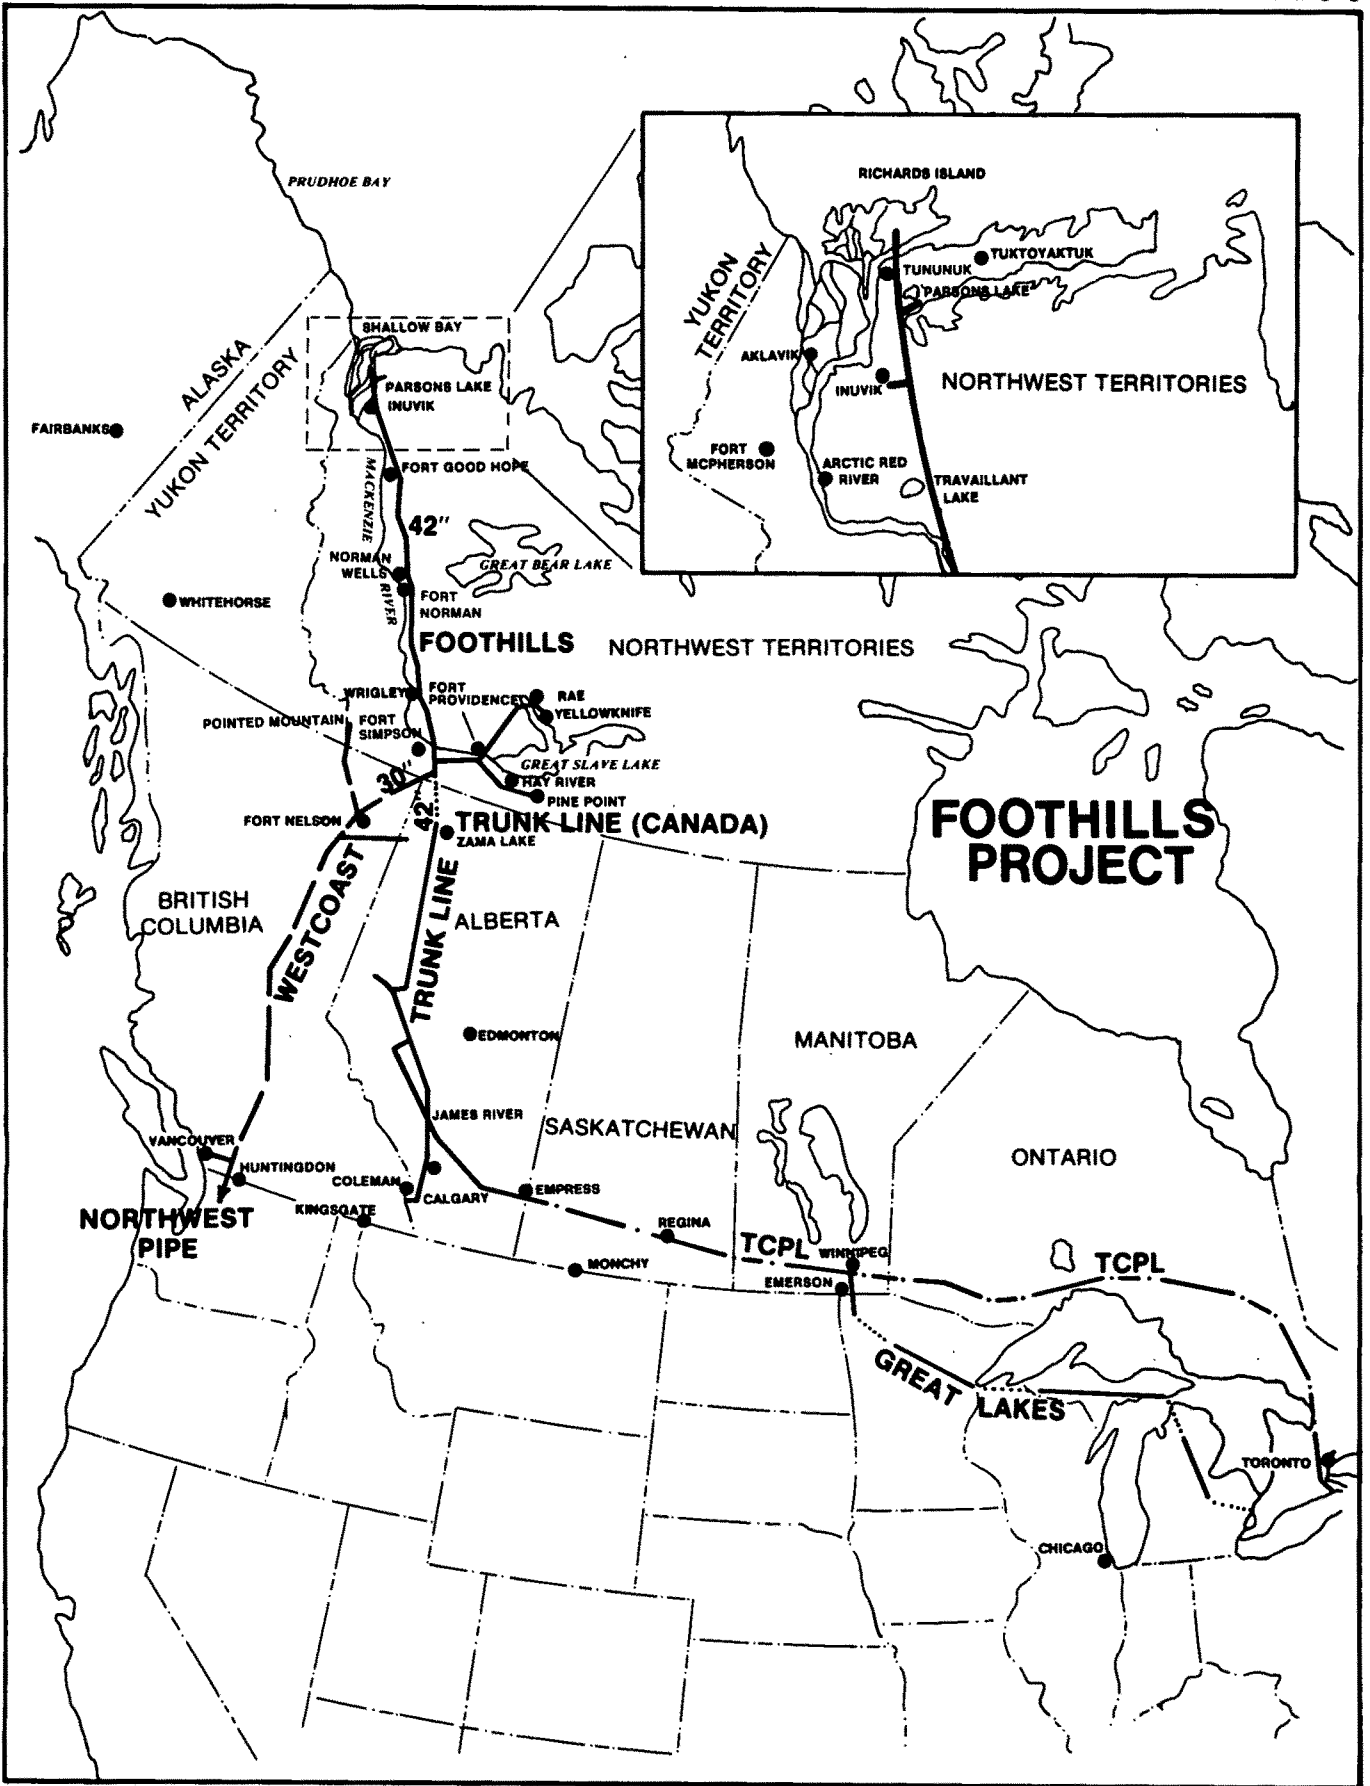 PRUDHOE BAY
RICHARDS ISLAND
TUKTOYAKTUK
TUNUNUK
PARSONS LAKE
YUKON
TERRITORY
AKLAVIK
INUVIK
NORTHWEST TERRITORIES
FORT
MCPHERSON
ARCTIC RED
RIVER
TRAVAILLANT
LAKE
SHALLOW BAY
ALASKA
YUKON TERRITORY
PARSONS LAKE
INUVIK
FAIRBANKS
FORT GOOD HOPE
MACKENZIE
RIVER
42"
NORMAN
WELLS
GREAT BEAR LAKE
WHITEHORSE
FORT
NORMAN
FOOTHILLS
NORTHWEST TERRITORIES
WRIGLEY
FORT
PROVIDENCE
RAE
YELLOWKNIFE
POINTED MOUNTAIN
FORT
SIMPSON
GREAT SLAVE LAKE
30"
HAY RIVER
PINE POINT
42"
FORT NELSON
TRUNK LINE (CANADA)
ZAMA LAKE
FOOTHILLS
PROJECT
BRITISH
COLUMBIA
WESTCOAST
TRUNK LINE
ALBERTA
EDMONTON
MANITOBA
JAMES RIVER
SASKATCHEWAN
ONTARIO
VANCOUVER
HUNTINGDON
COLEMAN
CALGARY
EMPRESS
KINGSGATE
NORTHWEST
PIPE
REGINA
MONCHY
TCPL
WINNIPEG
EMERSON
TCPL
GREAT
LAKES
TORONTO
CHICAGO